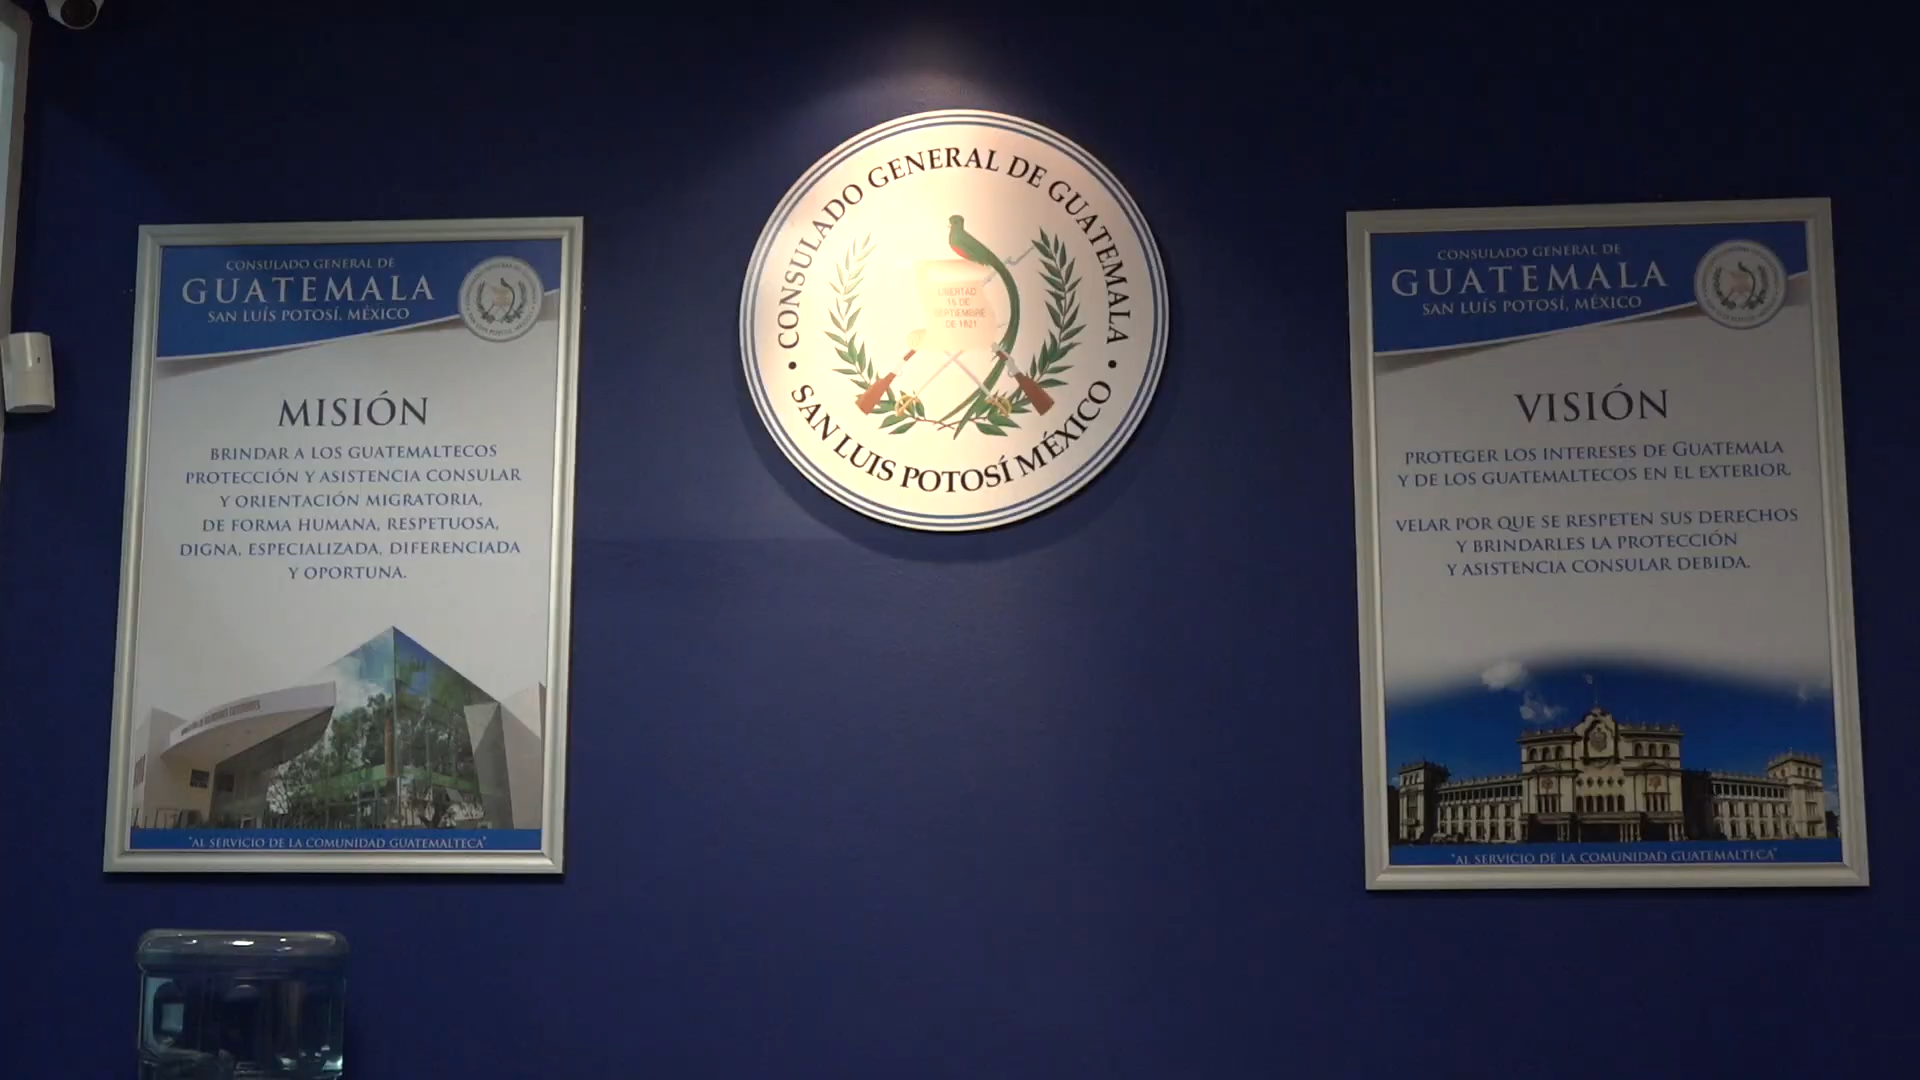 CONSULADO GENERAL DE
GUATEMALA
SAN LUÍS POTOSÍ, MÉXICO
MISIÓN
BRINDAR A LOS GUATEMALTECOS
PROTECCIÓN Y ASISTENCIA CONSULAR
Y ORIENTACIÓN MIGRATORIA,
DE FORMA HUMANA, RESPETUOSA,
DIGNA, ESPECIALIZADA, DIFERENCIADA
Y OPORTUNA.
"AL SERVICIO DE LA COMUNIDAD GUATEMALTECA"
CONSULADO GENERAL DE GUATEMALA
LIBERTAD
15 DE
SEPTIEMBRE
DE 1821
SAN LUIS POTOSÍ MÉXICO
CONSULADO GENERAL DE
GUATEMALA
SAN LUÍS POTOSÍ, MÉXICO
VISIÓN
PROTEGER LOS INTERESES DE GUATEMALA
Y DE LOS GUATEMALTECOS EN EL EXTERIOR.
VELAR POR QUE SE RESPETEN SUS DERECHOS
Y BRINDARLES LA PROTECCIÓN
Y ASISTENCIA CONSULAR DEBIDA.
"AL SERVICIO DE LA COMUNIDAD GUATEMALTECA"